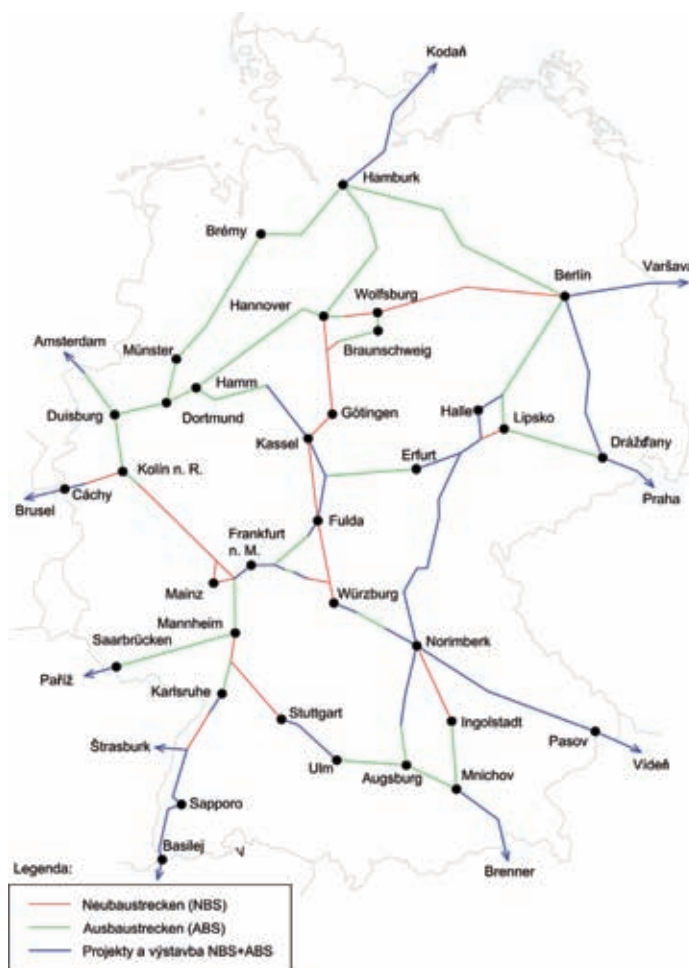 Kodaň
Hamburk
Brémy
Berlín
Varšava
Wolfsburg
Hannover
Braunschweig
Amsterdam
Münster
Hamm
Duisburg
Dortmund
Götingen
Halle
Lipsko
Kassel
Erfurt
Drážďany
Kolín n. R.
Cáchy
Brusel
Praha
Frankfurt
n. M.
Fulda
Mainz
Würzburg
Mannheim
Saarbrücken
Norimberk
Paříž
Karlsruhe
Stuttgart
Ingolstadt
Štrasburk
Pasov
Ulm
Augsburg
Mnichov
Vídeň
Sapporo
Basilej
Brenner
Legenda:
Neubaustrecken (NBS)
Ausbaustrecken (ABS)
Projekty a výstavba NBS+ABS